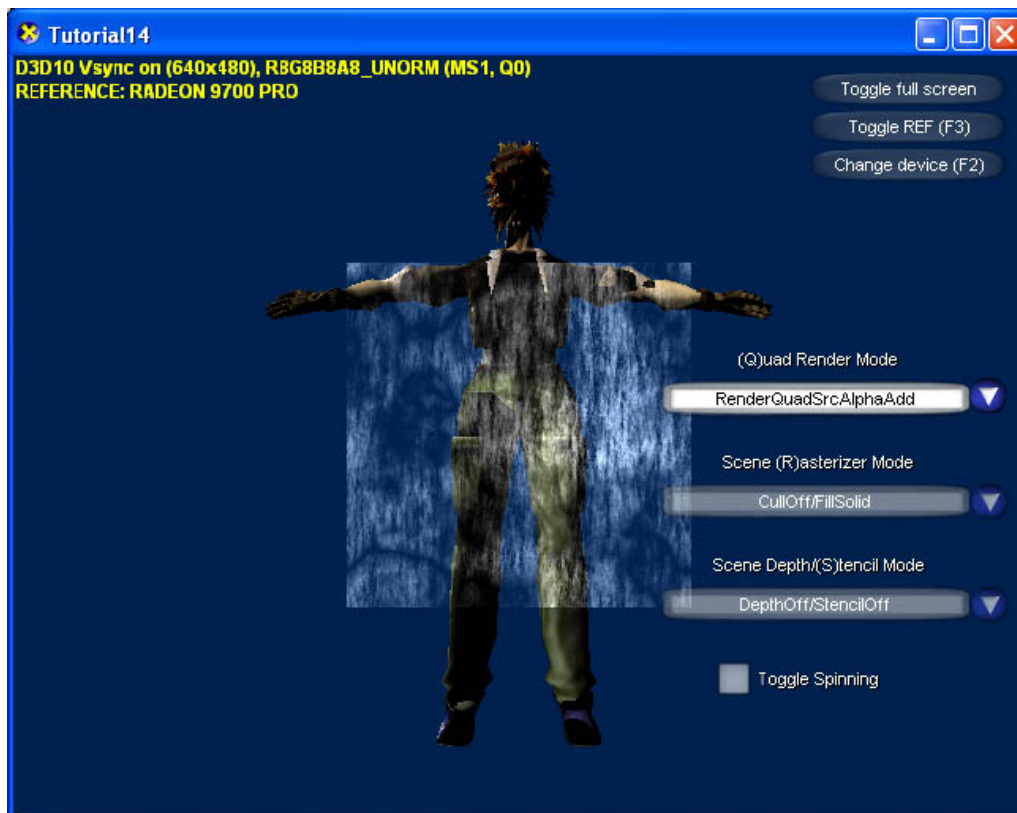 Tutorial14
D3D10 Vsync on (640x480), R8G8B8A8_UNORM (MS1, Q0)
REFERENCE: RADEON 9700 PRO
Toggle full screen
Toggle REF (F3)
Change device (F2)
(Q)uad Render Mode
RenderQuadSrcAlphaAdd
Scene (R)asterizer Mode
CullOff/FillSolid
Scene Depth/(S)tencil Mode
DepthOff/StencilOff
Toggle Spinning